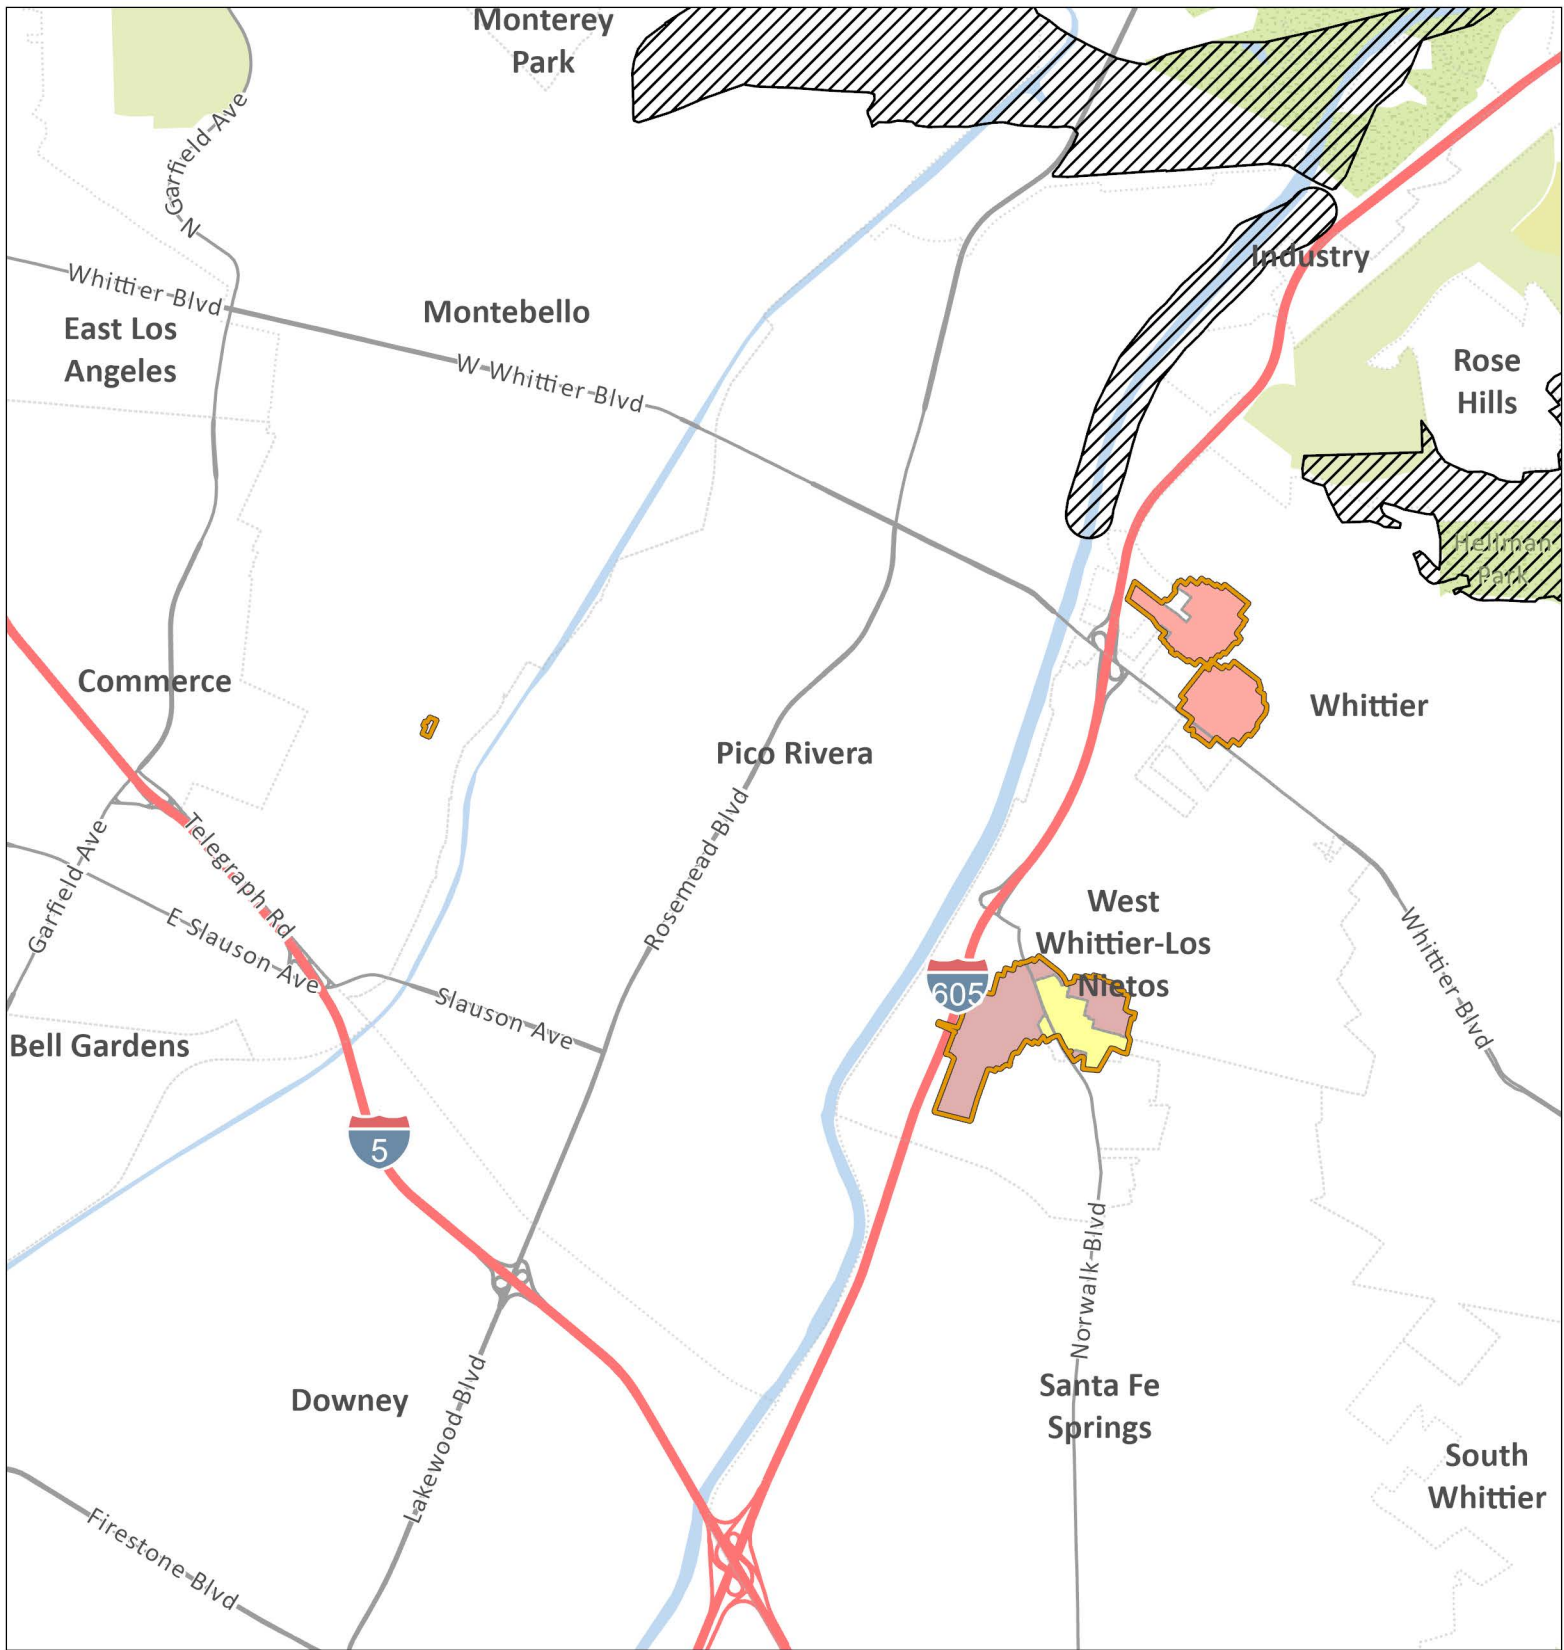 Monterey
Park
Garfield Ave
N G
Whittier Blvd
East Los
Angeles
Montebello
W Whittier Blvd
Industry
Rose
Hills
Hellman
Park
Commerce
Whittier
Pico Rivera
Telegraph Rd
Garfield Ave
E Slauson Ave
Rosemead Blvd
West
Whittier-Los
Nietos
Whittier Blvd
605
Slauson Ave
Bell Gardens
5
Norwalk Blvd
Downey
Lakewood Blvd
Santa Fe
Springs
South
Whittier
Firestone Blvd